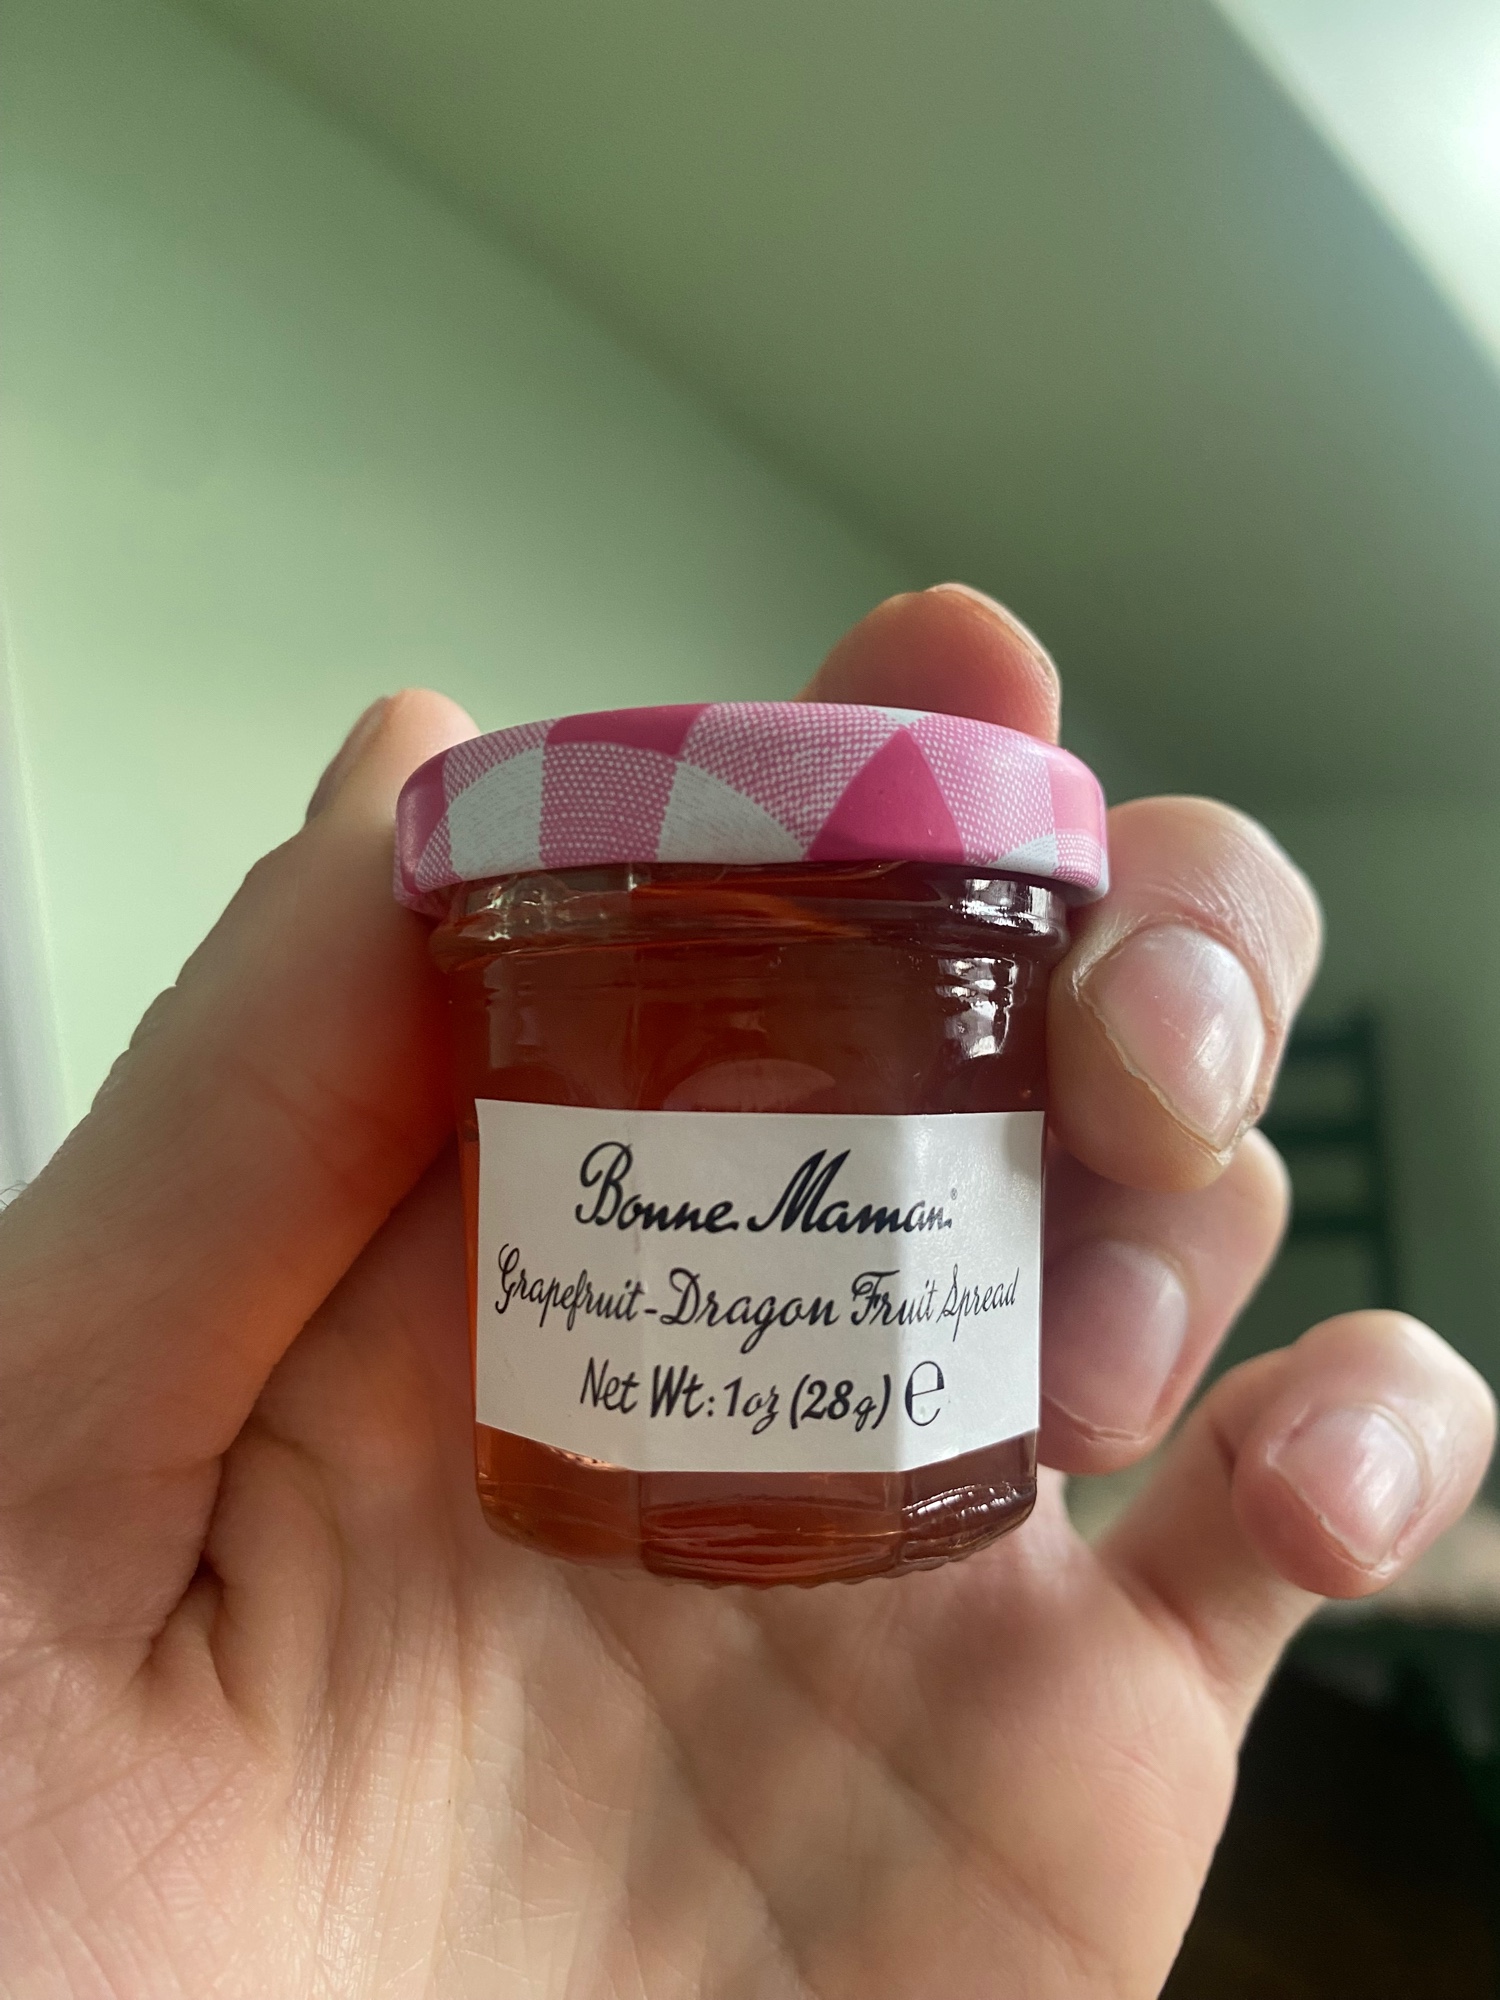 Bonne Maman®
Grapefruit-Dragon Fruit Spread
Net Wt: 1oz (28g) ℮